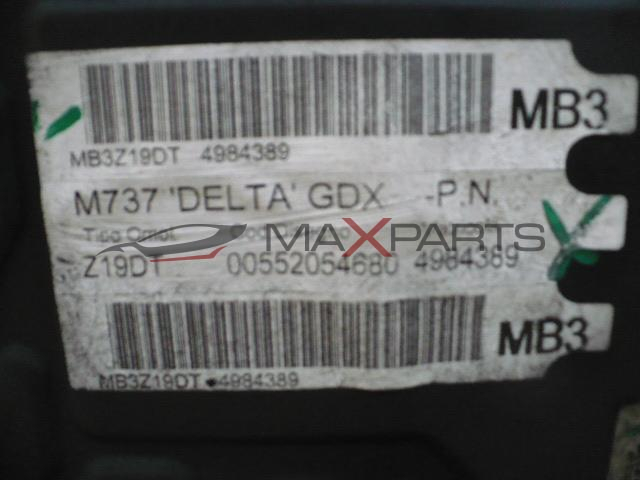 MB3
MB3Z19DT 4984389
M737 'DELTA' GDX -P.N.
MAXPARTS
Z19DT 00552054680 4984389
MB3
MB3Z19DT 4984389